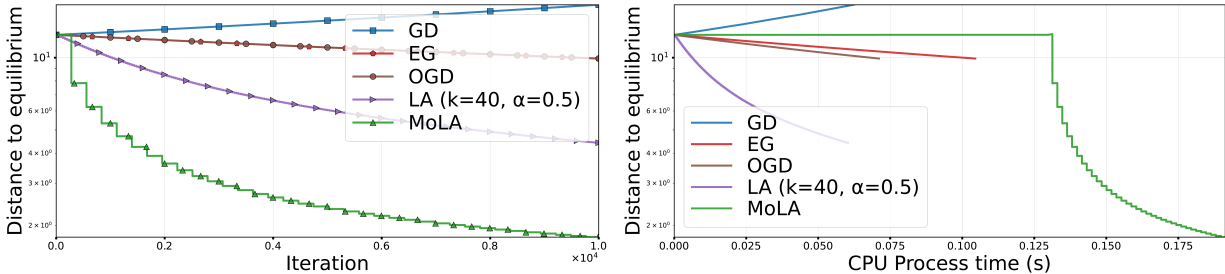 Distance to equilibrium
10¹
6 × 10⁰
4 × 10⁰
3 × 10⁰
2 × 10⁰
GD
EG
OGD
LA (k=40, α=0.5)
MoLA
0.0
0.2
0.4
0.6
0.8
1.0
×10⁴
Iteration
Distance to equilibrium
10¹
6 × 10⁰
4 × 10⁰
3 × 10⁰
2 × 10⁰
GD
EG
OGD
LA (k=40, α=0.5)
MoLA
0.000
0.025
0.050
0.075
0.100
0.125
0.150
0.175
CPU Process time (s)